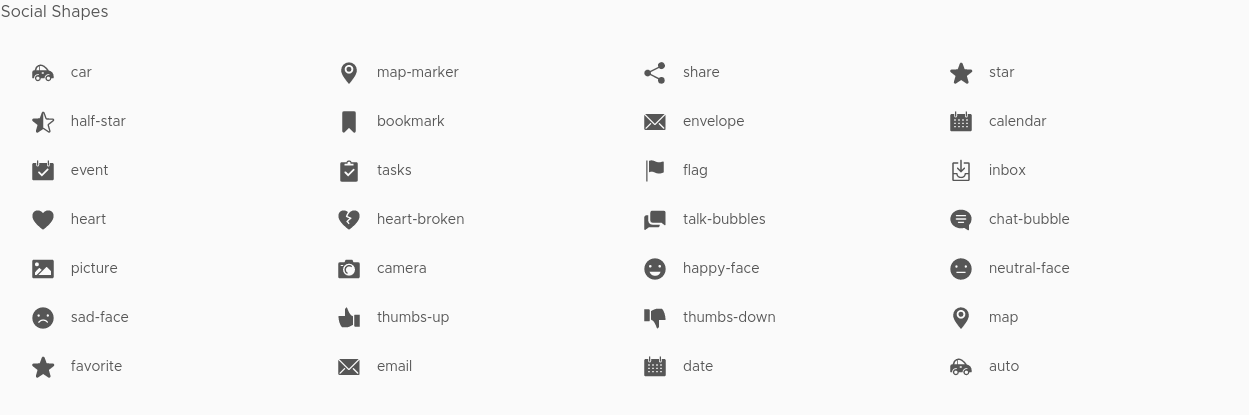 Social Shapes
car map-marker share star
half-star bookmark envelope calendar
event tasks flag inbox
heart heart-broken talk-bubbles chat-bubble
picture camera happy-face neutral-face
sad-face thumbs-up thumbs-down map
favorite email date auto